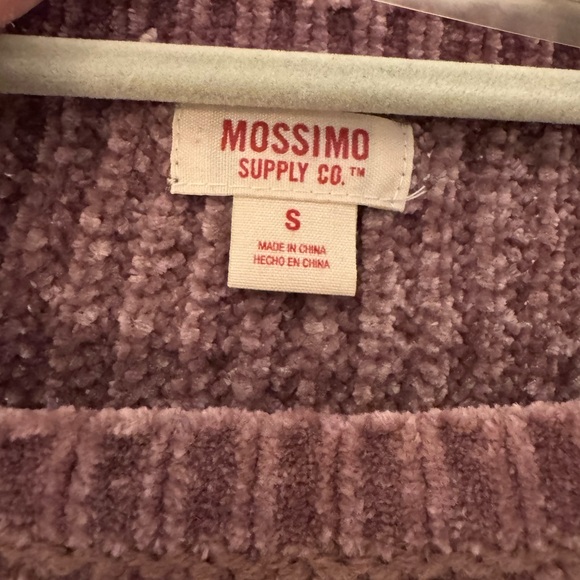 MOSSIMO
SUPPLY CO.™
S
MADE IN CHINA
HECHO EN CHINA